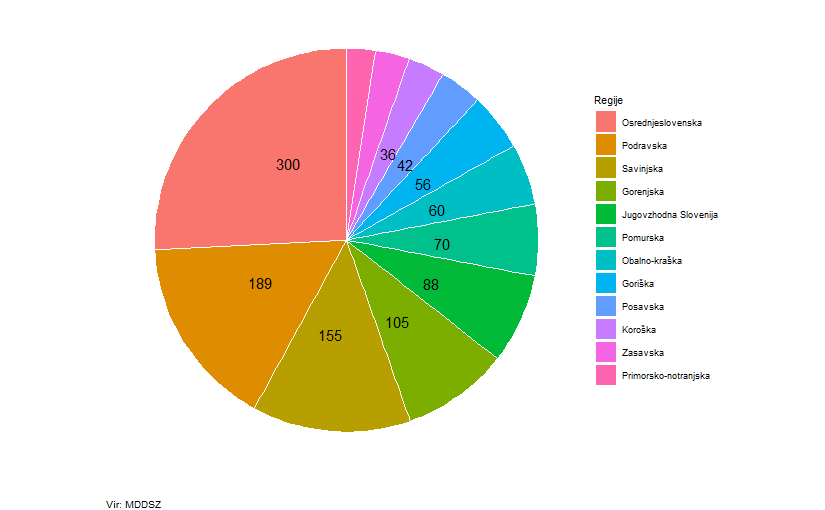 Regije
Osrednjeslovenska
Podravska
Savinjska
Gorenjska
Jugovzhodna Slovenija
Pomurska
Obalno-kraška
Goriška
Posavska
Koroška
Zasavska
Primorsko-notranjska
36
42
300
56
60
70
189
88
105
155
Vir: MDDSZ